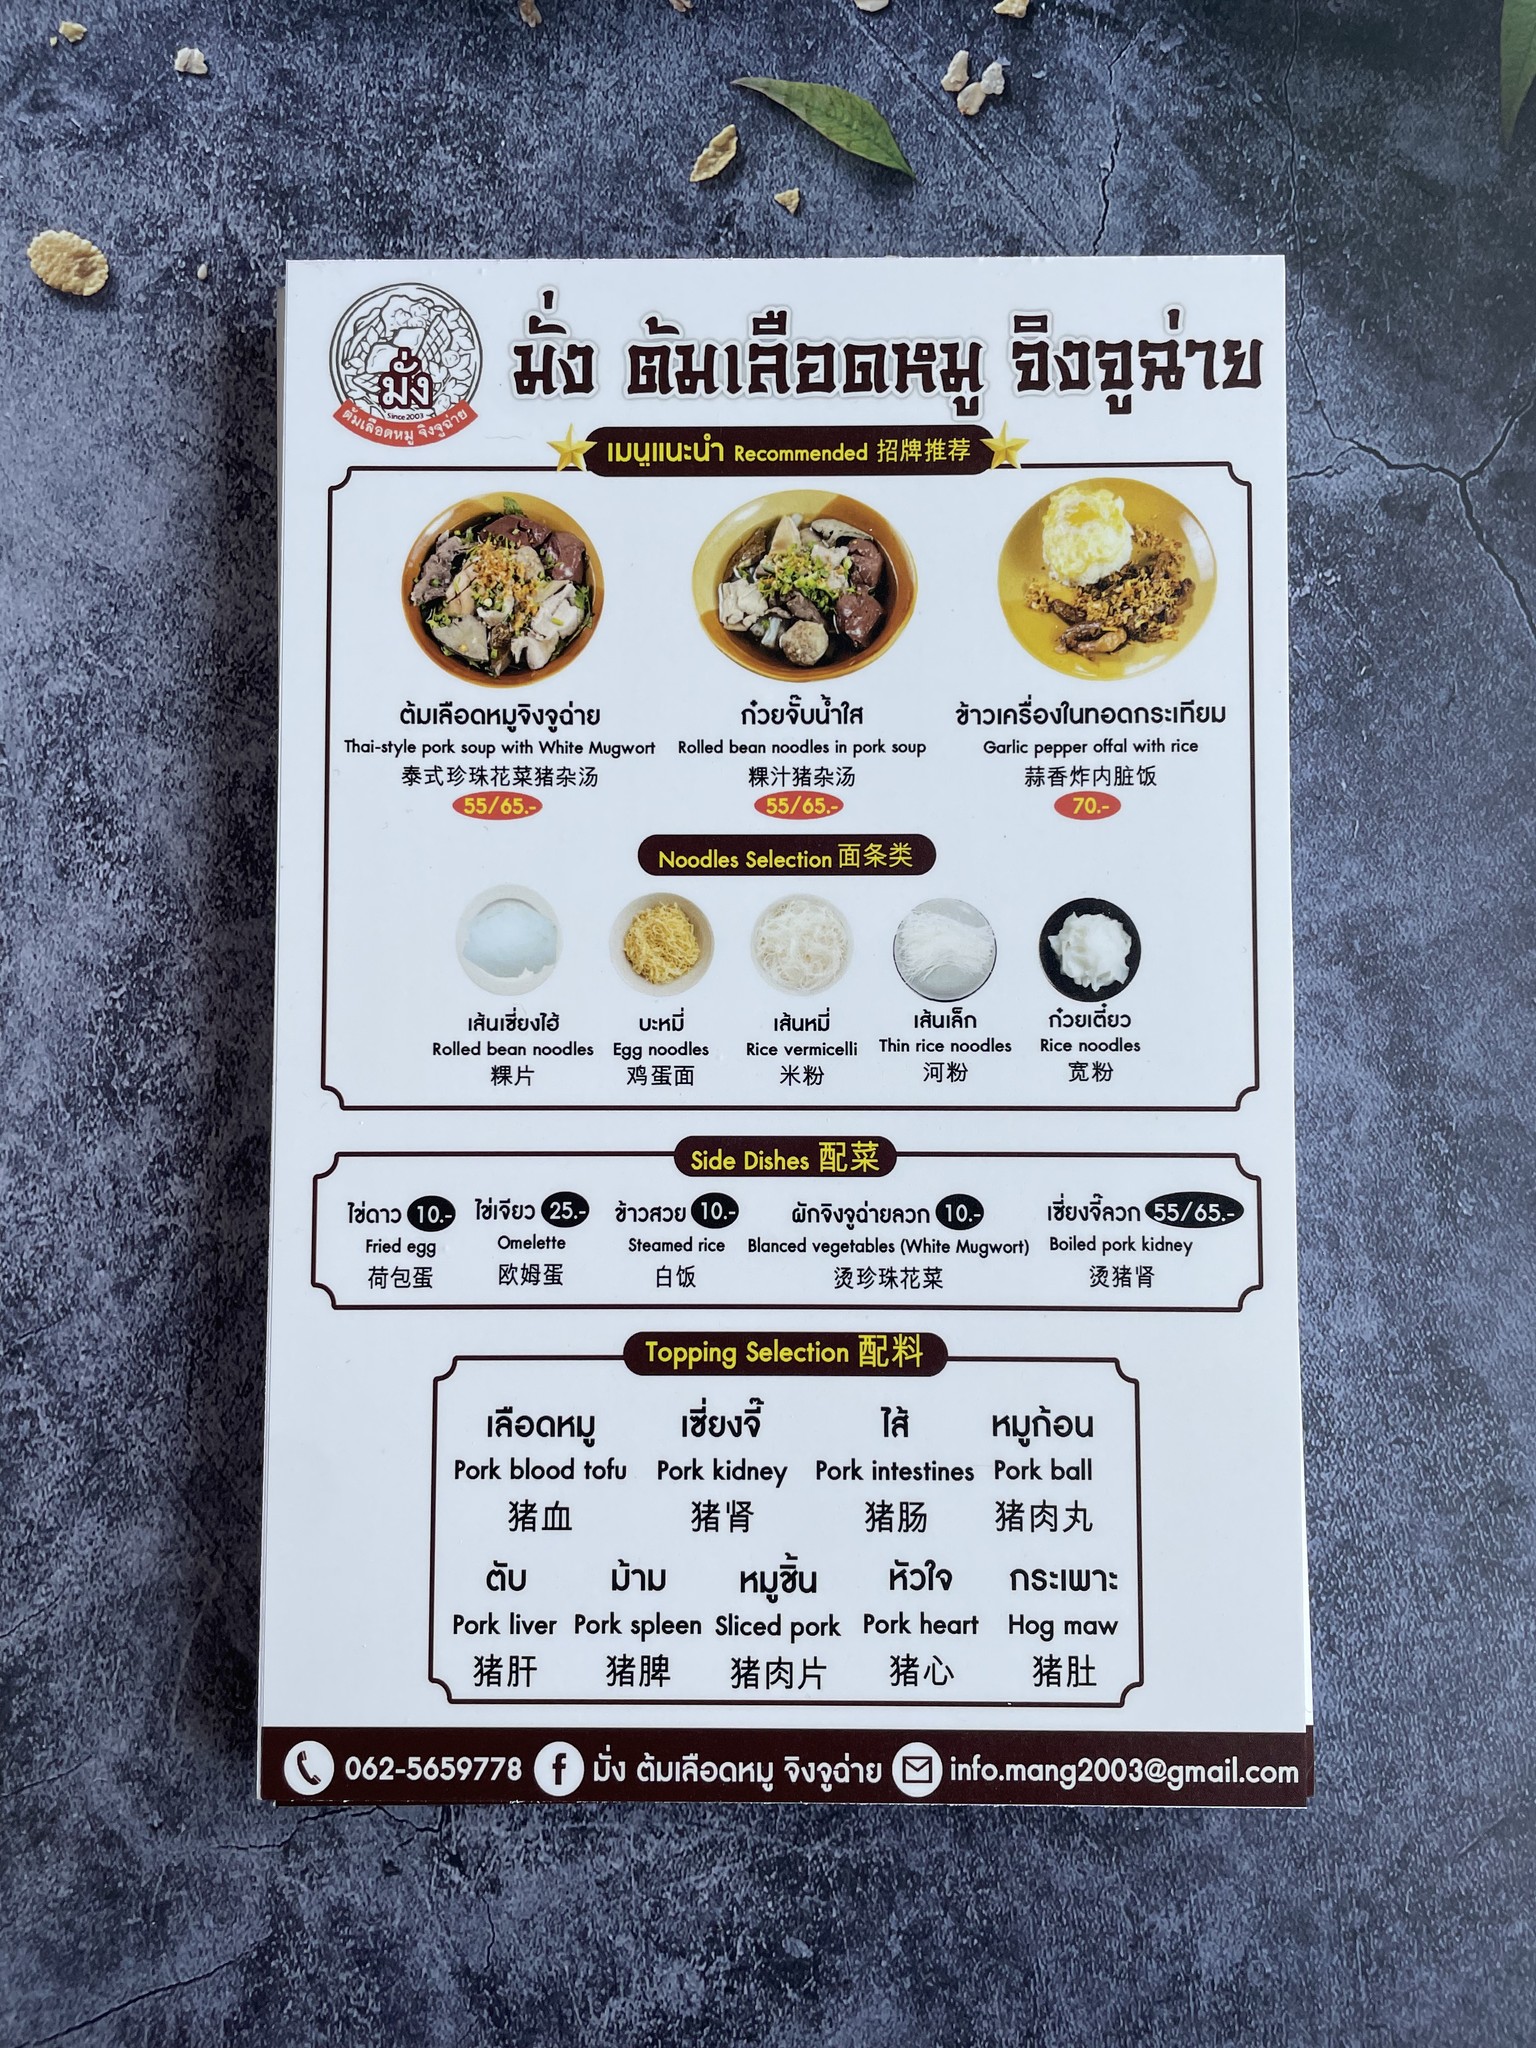 มั่ง
Since2003
ต้มเลือดหมู จิงจูฉ่าย
มั่ง ต้มเลือดหมู จิงจูฉ่าย
เมนูแนะนำ Recommended 招牌推荐
ต้มเลือดหมูจิงจูฉ่าย
Thai-style pork soup with White Mugwort
泰式珍珠花菜猪杂汤
55/65.-
ก๋วยจั๊บน้ำใส
Rolled bean noodles in pork soup
粿汁猪杂汤
55/65.-
ข้าวเครื่องในทอดกระเทียม
Garlic pepper offal with rice
蒜香炸内脏饭
70.-
Noodles Selection 面条类
เส้นเซี่ยงไฮ้
Rolled bean noodles
粿片
บะหมี่
Egg noodles
鸡蛋面
เส้นหมี่
Rice vermicelli
米粉
เส้นเล็ก
Thin rice noodles
河粉
ก๋วยเตี๋ยว
Rice noodles
宽粉
Side Dishes 配菜
ไข่ดาว 10.-
Fried egg
荷包蛋
ไข่เจียว 25.-
Omelette
欧姆蛋
ข้าวสวย 10.-
Steamed rice
白饭
ผักจิงจูฉ่ายลวก 10.-
Blanced vegetables (White Mugwort)
烫珍珠花菜
เซี่ยงจี๊ลวก 55/65.-
Boiled pork kidney
烫猪肾
Topping Selection 配料
เลือดหมู
Pork blood tofu
猪血
เซี่ยงจี๊
Pork kidney
猪肾
ไส้
Pork intestines
猪肠
หมูก้อน
Pork ball
猪肉丸
ตับ
Pork liver
猪肝
ม้าม
Pork spleen
猪脾
หมูชิ้น
Sliced pork
猪肉片
หัวใจ
Pork heart
猪心
กระเพาะ
Hog maw
猪肚
062-5659778 f มั่ง ต้มเลือดหมู จิงจูฉ่าย info.mang2003@gmail.com